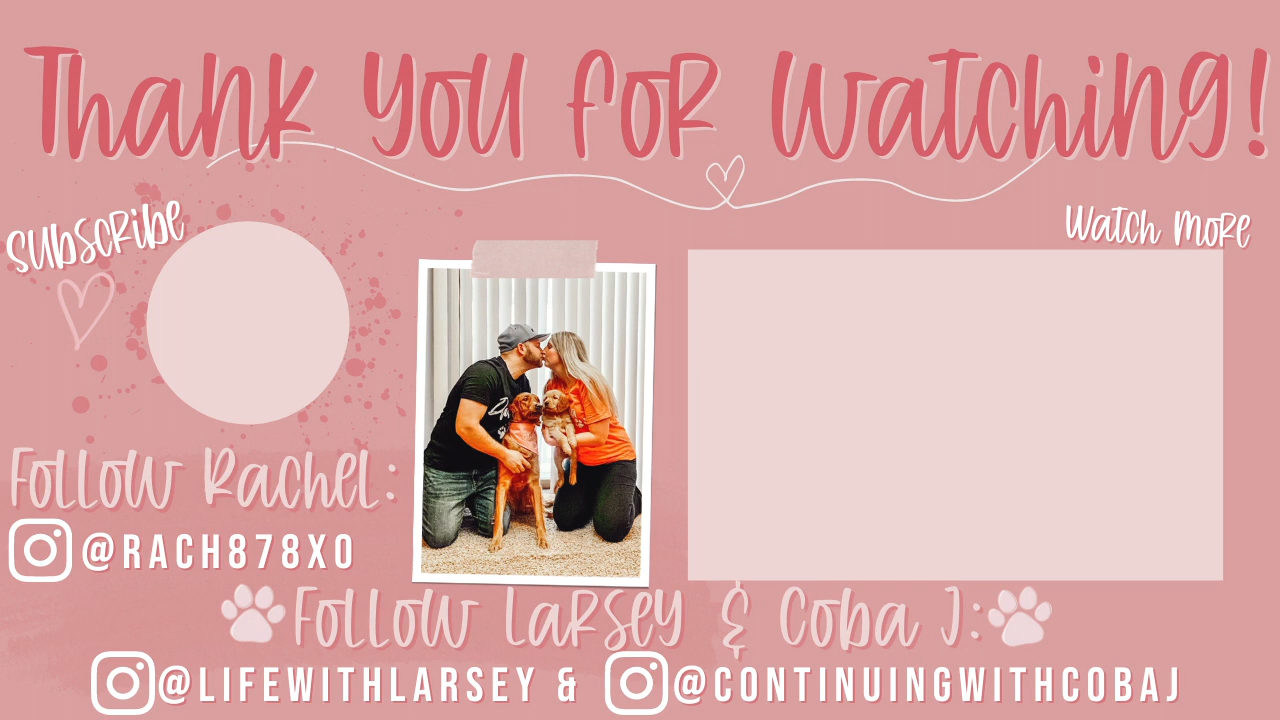 Thank you for watching!
Subscribe
Watch more
Follow Rachel:
@RACH878XO
Follow Larsey & Coba J:
@LIFEWITHLARSEY & @CONTINUINGWITHCOBAJ